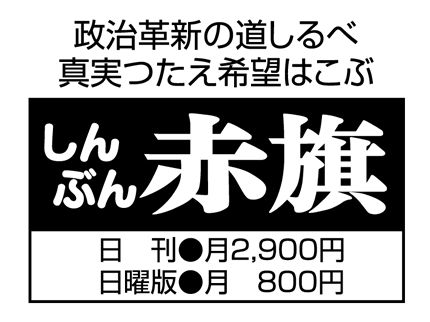 政治革新の道しるべ
真実つたえ希望はこぶ
しんぶん赤旗
日　刊●月2,900円
日曜版●月　800円